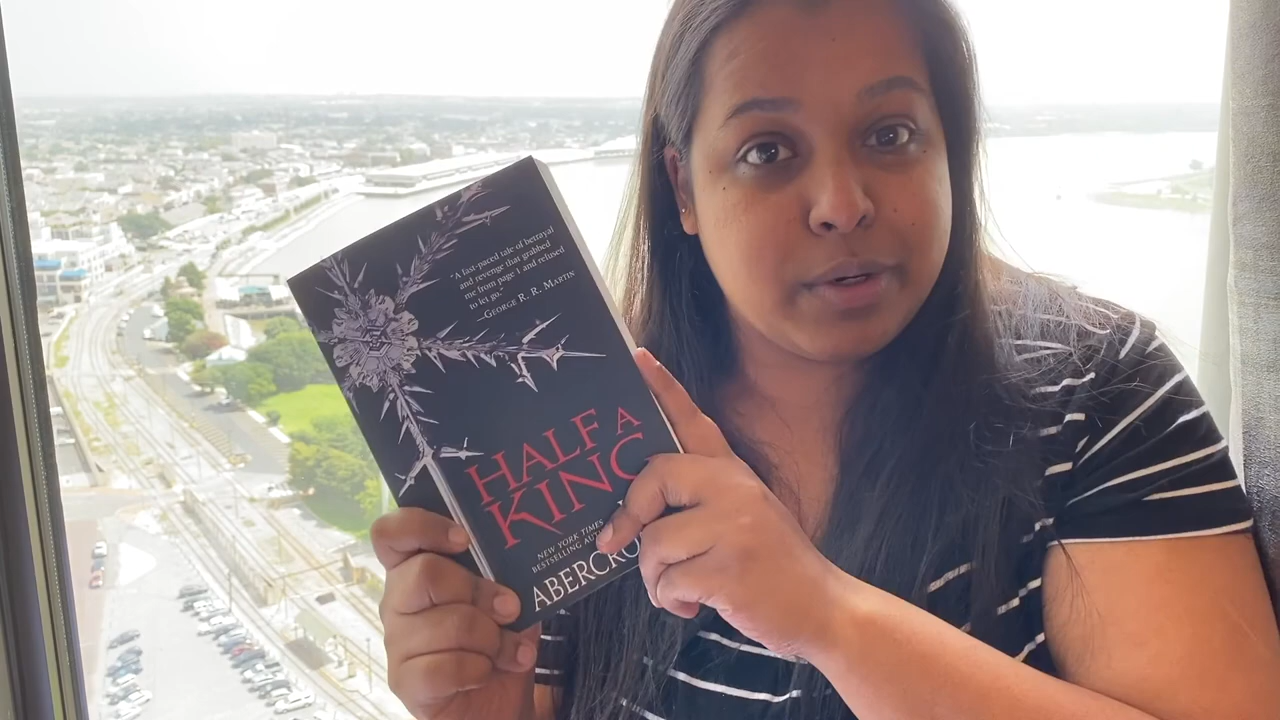 "A fast-paced tale of betrayal
and revenge that grabbed
me from page 1 and refused
to let go."
—GEORGE R. R. MARTIN
HALF A
KING
NEW YORK TIMES
BESTSELLING AUT
ABERCRO